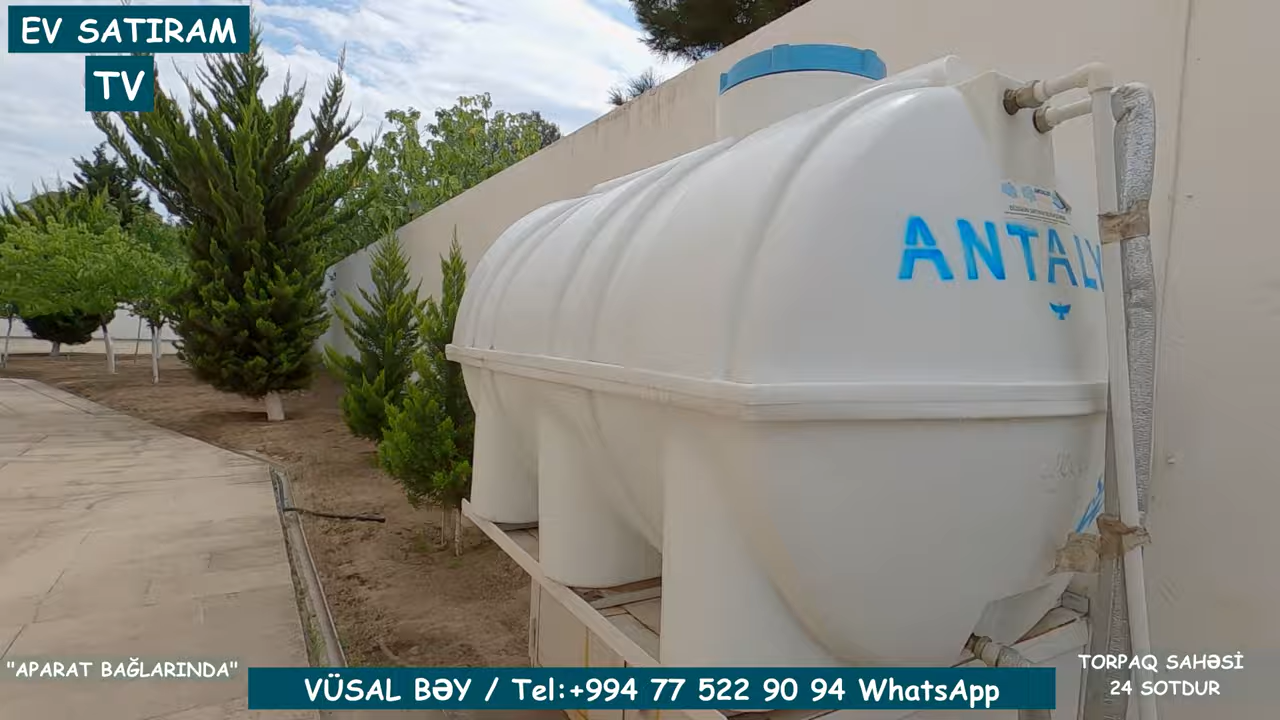 EV SATIRAM
TV
ANTALY
"APARAT BAĞLARINDA"
VÜSAL BƏY / Tel:+994 77 522 90 94 WhatsApp
TORPAQ SAHƏSİ
24 SOTDUR